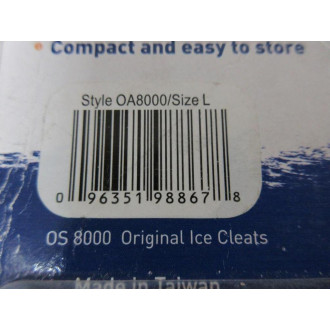 Compact and easy to store
Style OA8000/Size L
0 96351 98867 8
OS 8000 Original Ice Cleats
Made in Taiwan